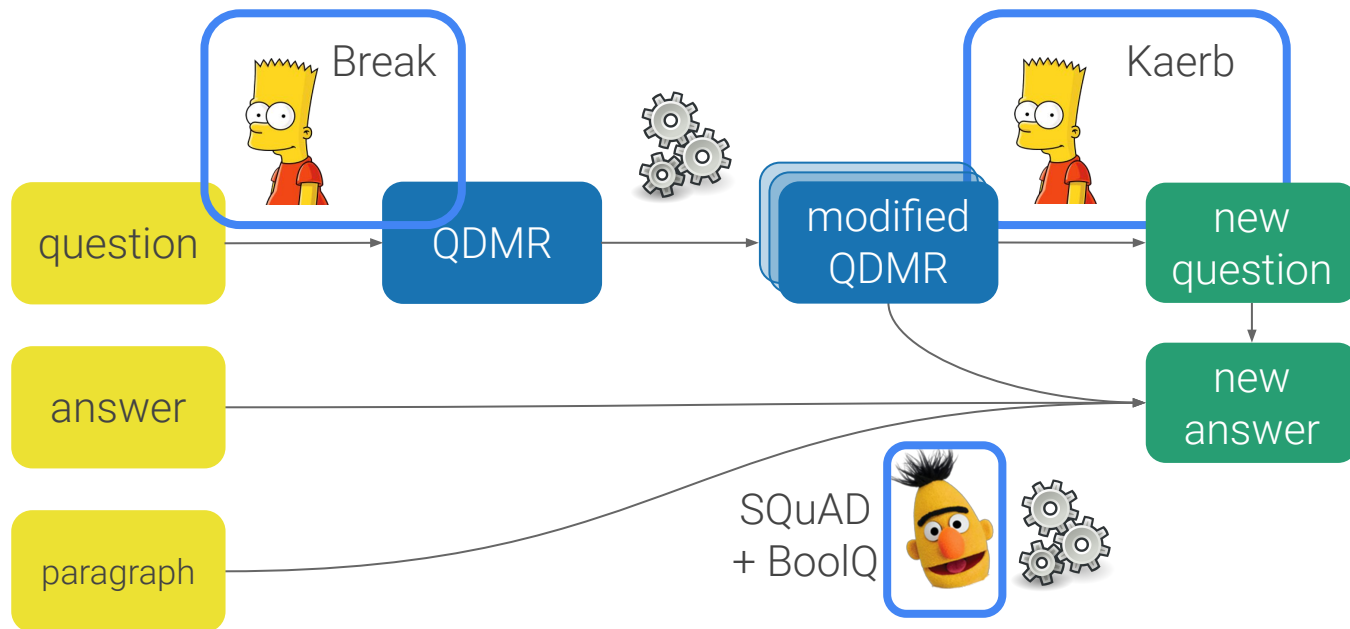 Break
Kaerb
question
QDMR
modified
QDMR
new
question
answer
new
answer
SQuAD
+ BoolQ
paragraph